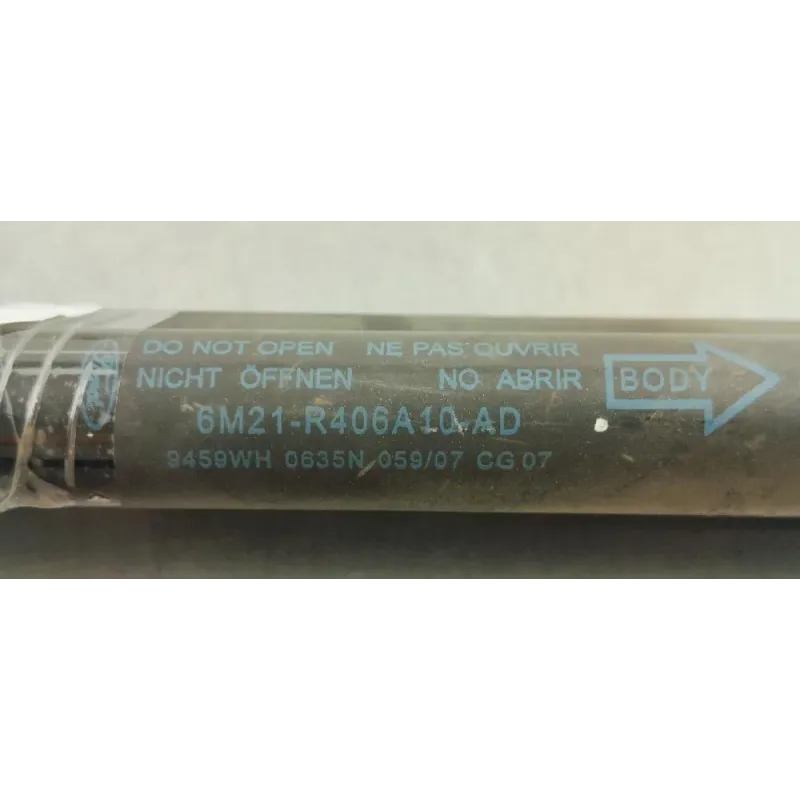 DO NOT OPEN NE PAS OUVRIR
NICHT ÖFFNEN NO ABRIR
BODY
6M21-R406A10-AD
9459WH 0635N 059/07 CG 07